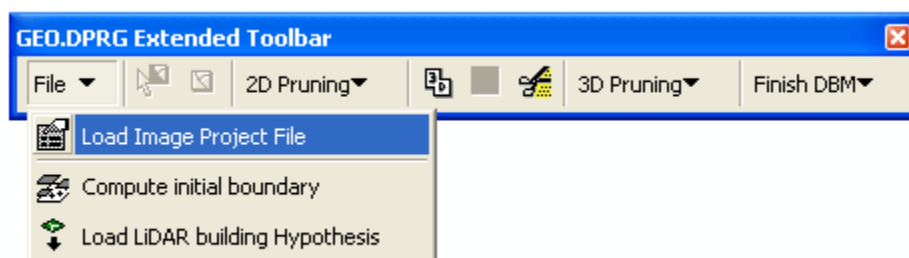 GEO.DPRG Extended Toolbar
File 2D Pruning 3D Pruning Finish DBM
Load Image Project File
Compute initial boundary
Load LiDAR building Hypothesis